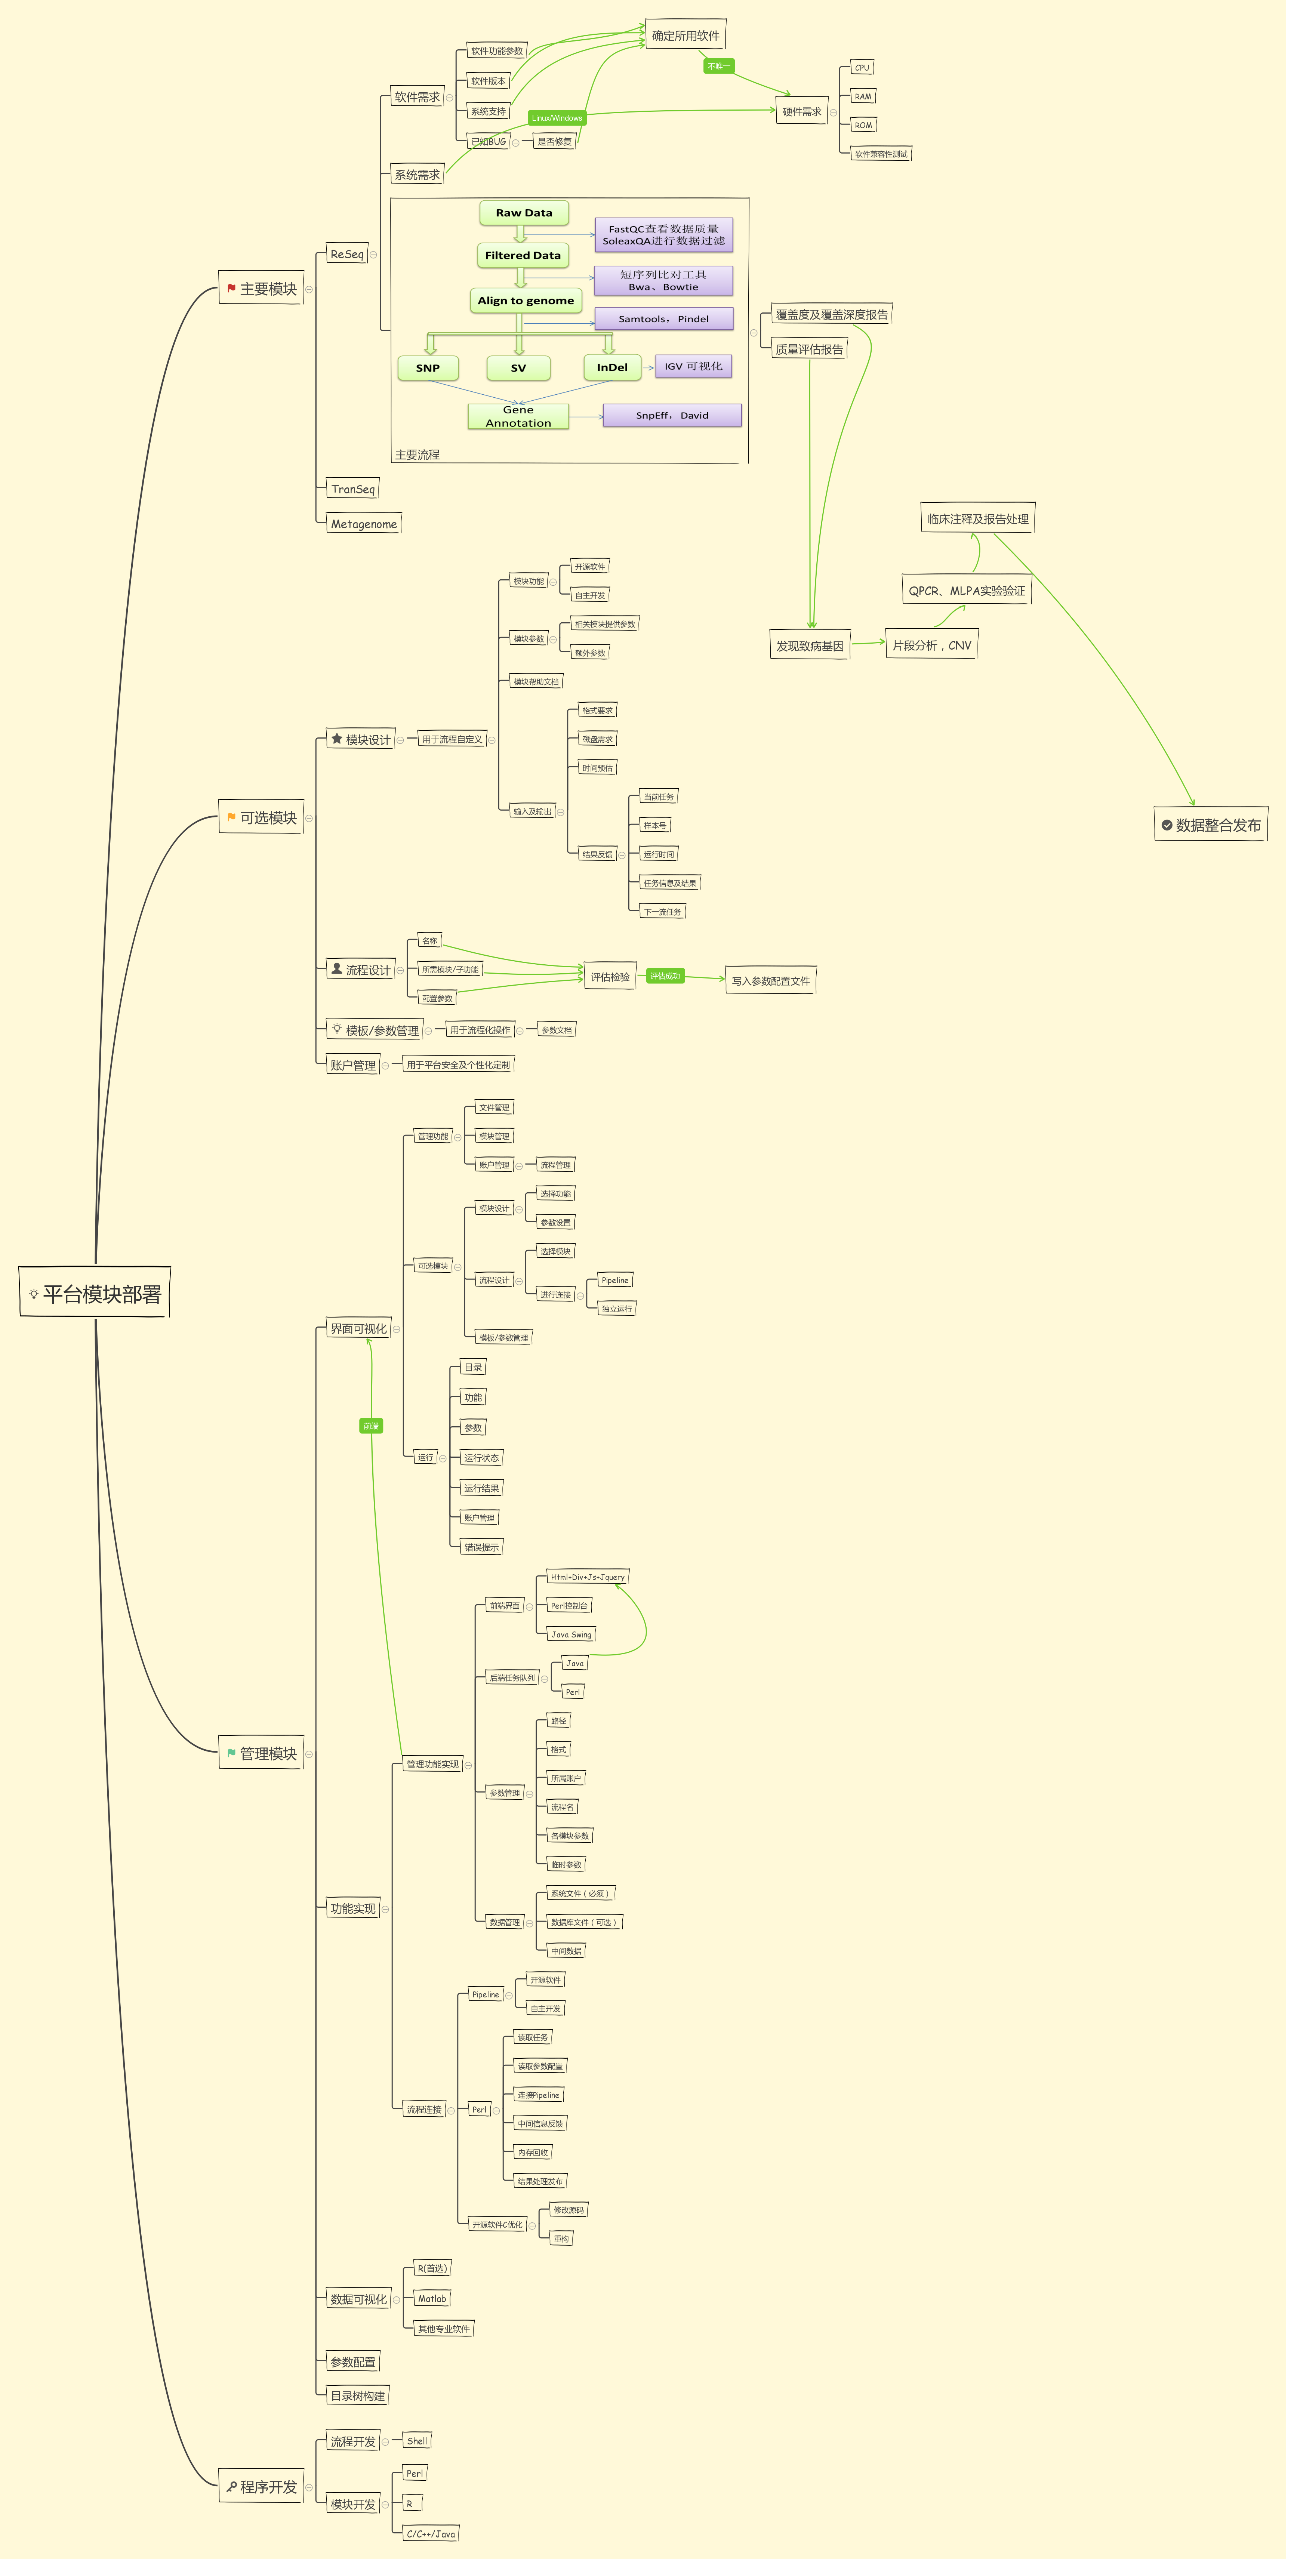 平台模块部署
主要模块
ReSeq
软件需求
软件功能参数
软件版本
系统支持
已知BUG
是否修复
确定所用软件
不唯一
硬件需求
CPU
RAM
ROM
软件兼容性测试
Linux/Windows
系统需求
Raw Data
FastQC查看数据质量
SoleaxQA进行数据过滤
Filtered Data
短序列比对工具
Bwa、Bowtie
Align to genome
Samtools，Pindel
SNP
SV
InDel
IGV 可视化
Gene
Annotation
SnpEff，David
主要流程
覆盖度及覆盖深度报告
质量评估报告
发现致病基因
片段分析，CNV
QPCR、MLPA实验验证
临床注释及报告处理
数据整合发布
TranSeq
Metagenome
可选模块
模块设计
用于流程自定义
模块功能
开源软件
自主开发
模块参数
相关模块提供参数
额外参数
模块帮助文档
输入及输出
格式要求
磁盘需求
时间预估
结果反馈
当前任务
样本号
运行时间
任务信息及结果
下一流任务
流程设计
名称
所需模块/子功能
配置参数
评估检验
评估成功
写入参数配置文件
模板/参数管理
用于流程化操作
参数文档
账户管理
用于平台安全及个性化定制
管理模块
界面可视化
管理功能
文件管理
模块管理
账户管理
流程管理
可选模块
模块设计
选择功能
参数设置
流程设计
选择模块
进行连接
Pipeline
独立运行
模板/参数管理
运行
目录
功能
参数
运行状态
运行结果
账户管理
错误提示
前端
功能实现
管理功能实现
前端界面
Html+Div+Js+Jquery
Perl控制台
Java Swing
后端任务队列
Java
Perl
参数管理
路径
格式
所属账户
流程名
各模块参数
临时参数
数据管理
系统文件（必须）
数据库文件（可选）
中间数据
流程连接
Pipeline
开源软件
自主开发
Perl
读取任务
读取参数配置
连接Pipeline
中间信息反馈
内存回收
结果处理发布
开源软件C优化
修改源码
重构
数据可视化
R(首选)
Matlab
其他专业软件
参数配置
目录树构建
程序开发
流程开发
Shell
模块开发
Perl
R
C/C++/Java